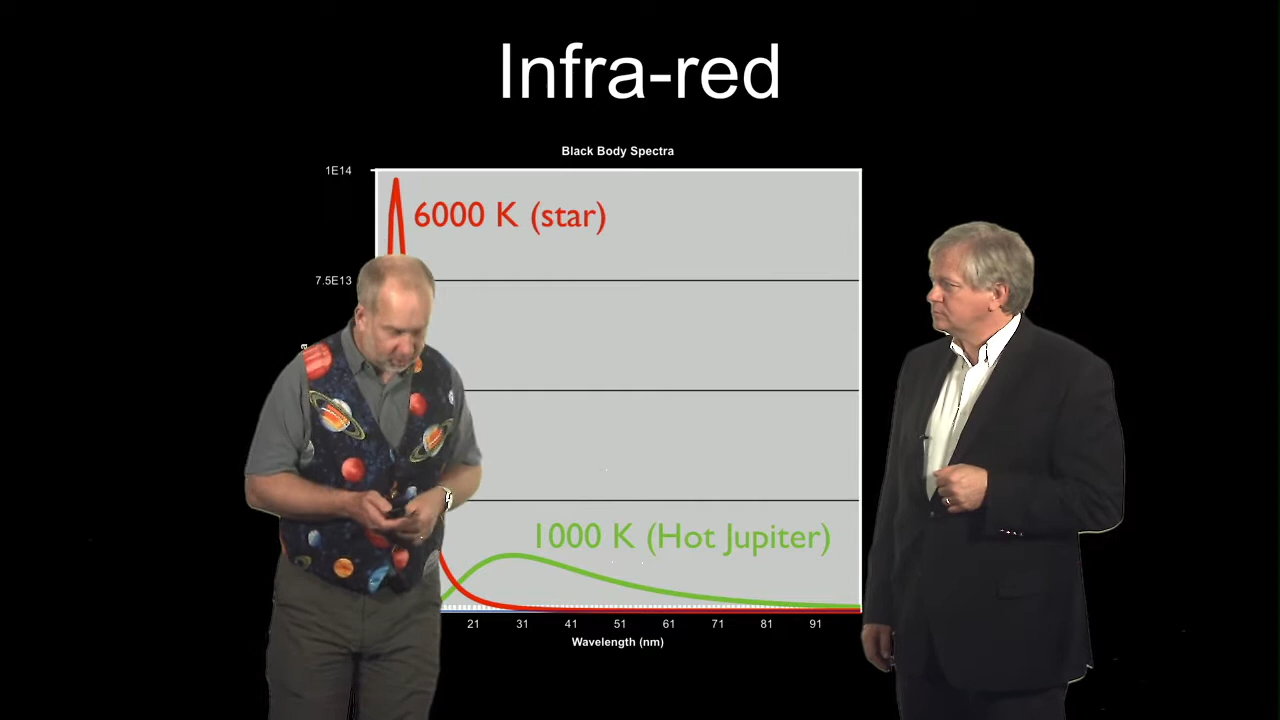 Infra-red
Black Body Spectra
1E14
6000 K (star)
7.5E13
1000 K (Hot Jupiter)
21 31 41 51 61 71 81 91
Wavelength (nm)